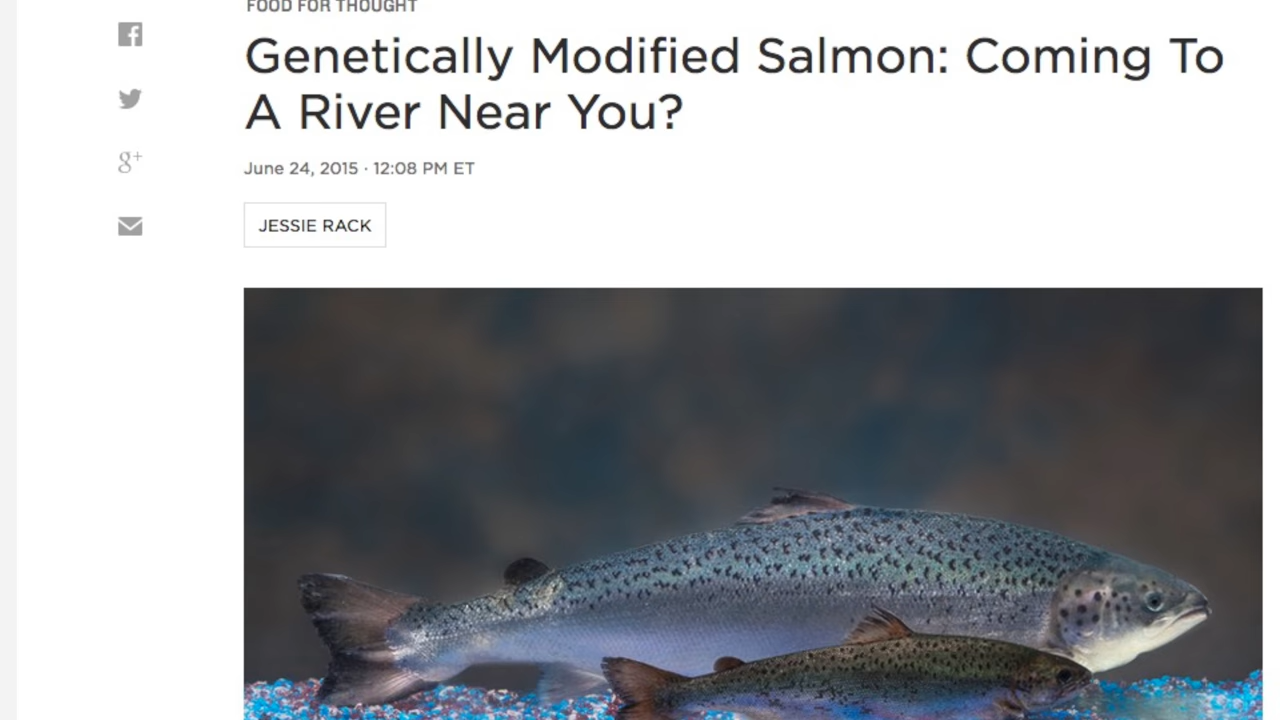 FOOD FOR THOUGHT
Genetically Modified Salmon: Coming To
A River Near You?
June 24, 2015 · 12:08 PM ET
JESSIE RACK
g+